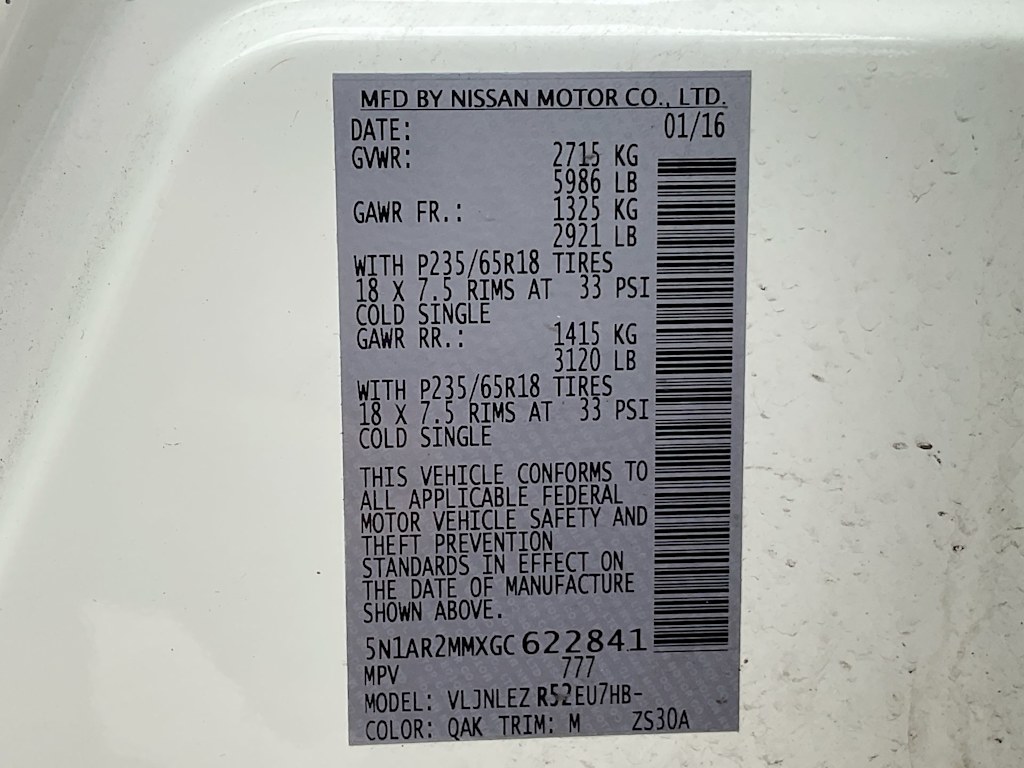 MFD BY NISSAN MOTOR CO., LTD.
DATE: 01/16
GVWR: 2715 KG
5986 LB
GAWR FR.: 1325 KG
2921 LB
WITH P235/65R18 TIRES
18 X 7.5 RIMS AT 33 PSI
COLD SINGLE
GAWR RR.: 1415 KG
3120 LB
WITH P235/65R18 TIRES
18 X 7.5 RIMS AT 33 PSI
COLD SINGLE
THIS VEHICLE CONFORMS TO
ALL APPLICABLE FEDERAL
MOTOR VEHICLE SAFETY AND
THEFT PREVENTION
STANDARDS IN EFFECT ON
THE DATE OF MANUFACTURE
SHOWN ABOVE.
5N1AR2MMXGC622841
MPV 777
MODEL: VLJNLEZ R52EU7HB-
COLOR: QAK TRIM: M ZS30A